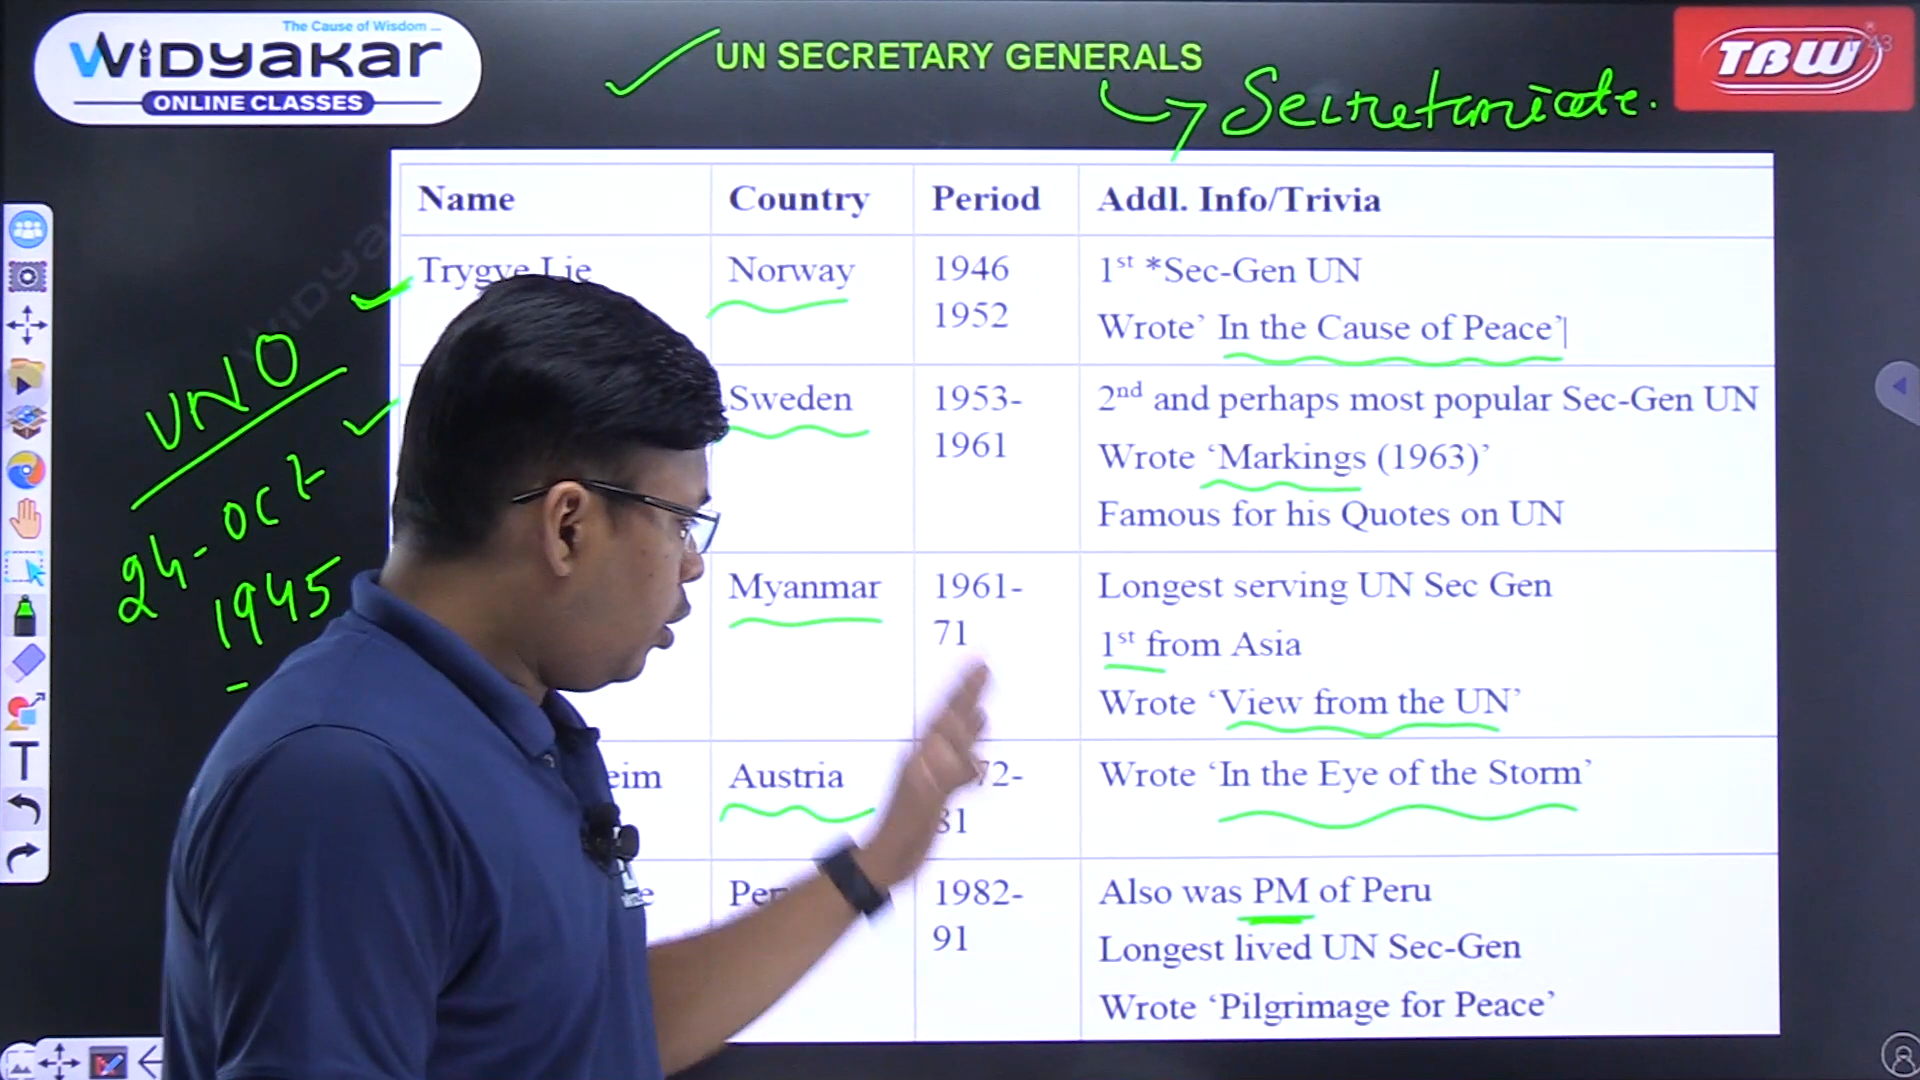 The Cause of Wisdom ...
WiDyaKar
ONLINE CLASSES
UN SECRETARY GENERALS
TBW
Secretariate.
Name Country Period Addl. Info/Trivia
Trygve Lie Norway 1946 1st *Sec-Gen UN
1952 Wrote’ In the Cause of Peace’
Sweden 1953- 2nd and perhaps most popular Sec-Gen UN
1961 Wrote ‘Markings (1963)’
Famous for his Quotes on UN
Myanmar 1961- Longest serving UN Sec Gen
71 1st from Asia
Wrote ‘View from the UN’
eim Austria 72- Wrote ‘In the Eye of the Storm’
81
e Per 1982- Also was PM of Peru
91 Longest lived UN Sec-Gen
Wrote ‘Pilgrimage for Peace’
UNO
24-Oct
1945